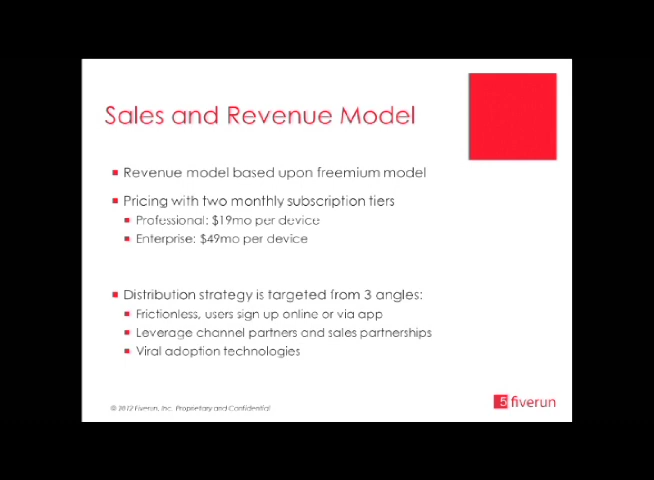 Sales and Revenue Model
Revenue model based upon freemium model
Pricing with two monthly subscription tiers
Professional: $19mo per device
Enterprise: $49mo per device
Distribution strategy is targeted from 3 angles:
Frictionless, users sign up online or via app
Leverage channel partners and sales partnerships
Viral adoption technologies
© 2012 Fiverun, Inc. Proprietary and Confidential
5 fiverun